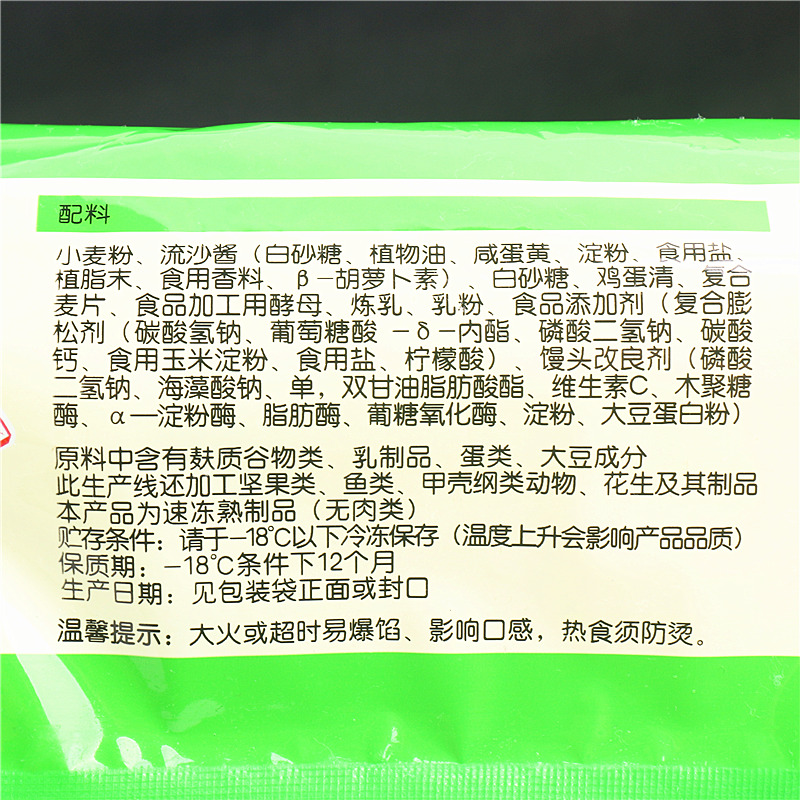 配料
小麦粉、流沙酱（白砂糖、植物油、咸蛋黄、淀粉、食用盐、
植脂末、食用香料、β－胡萝卜素）、白砂糖、鸡蛋清、复合
麦片、食品加工用酵母、炼乳、乳粉、食品添加剂（复合膨
松剂（碳酸氢钠、葡萄糖酸－δ－内酯、磷酸二氢钠、碳酸
钙、食用玉米淀粉、食用盐、柠檬酸）、馒头改良剂（磷酸
二氢钠、海藻酸钠、单，双甘油脂肪酸酯、维生素C、木聚糖
酶、α—淀粉酶、脂肪酶、葡糖氧化酶、淀粉、大豆蛋白粉）
原料中含有麸质谷物类、乳制品、蛋类、大豆成分
此生产线还加工坚果类、鱼类、甲壳纲类动物、花生及其制品
本产品为速冻熟制品（无肉类）
贮存条件：请于－18℃以下冷冻保存（温度上升会影响产品品质）
保质期：－18℃条件下12个月
生产日期：见包装袋正面或封口
温馨提示：大火或超时易爆馅、影响口感，热食须防烫。